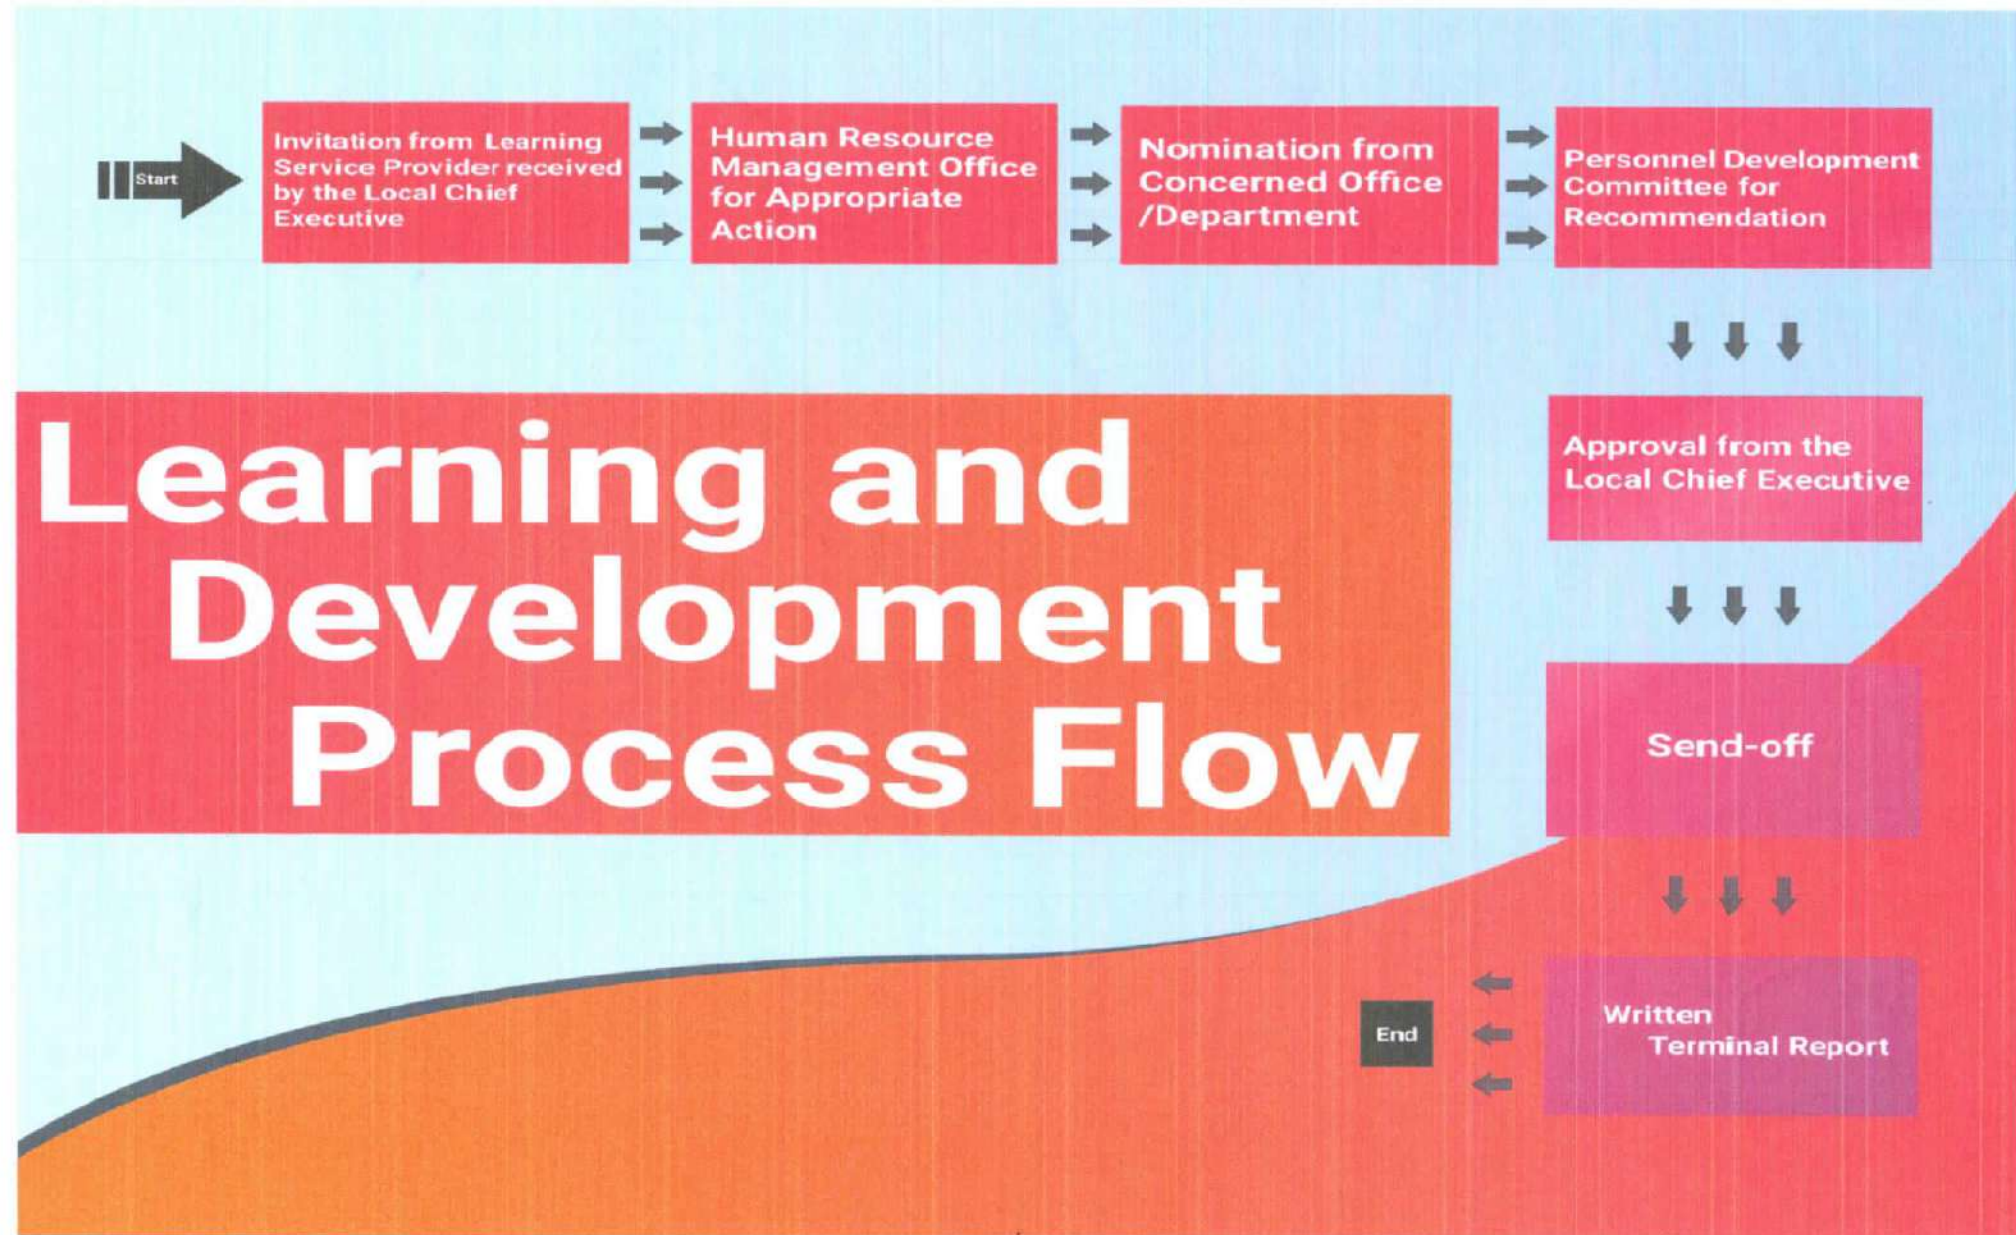 Start
Invitation from Learning
Service Provider received
by the Local Chief
Executive
Human Resource
Management Office
for Appropriate
Action
Nomination from
Concerned Office
/Department
Personnel Development
Committee for
Recommendation
Approval from the
Local Chief Executive
Learning and
Development
Process Flow
Send-off
Written
Terminal Report
End